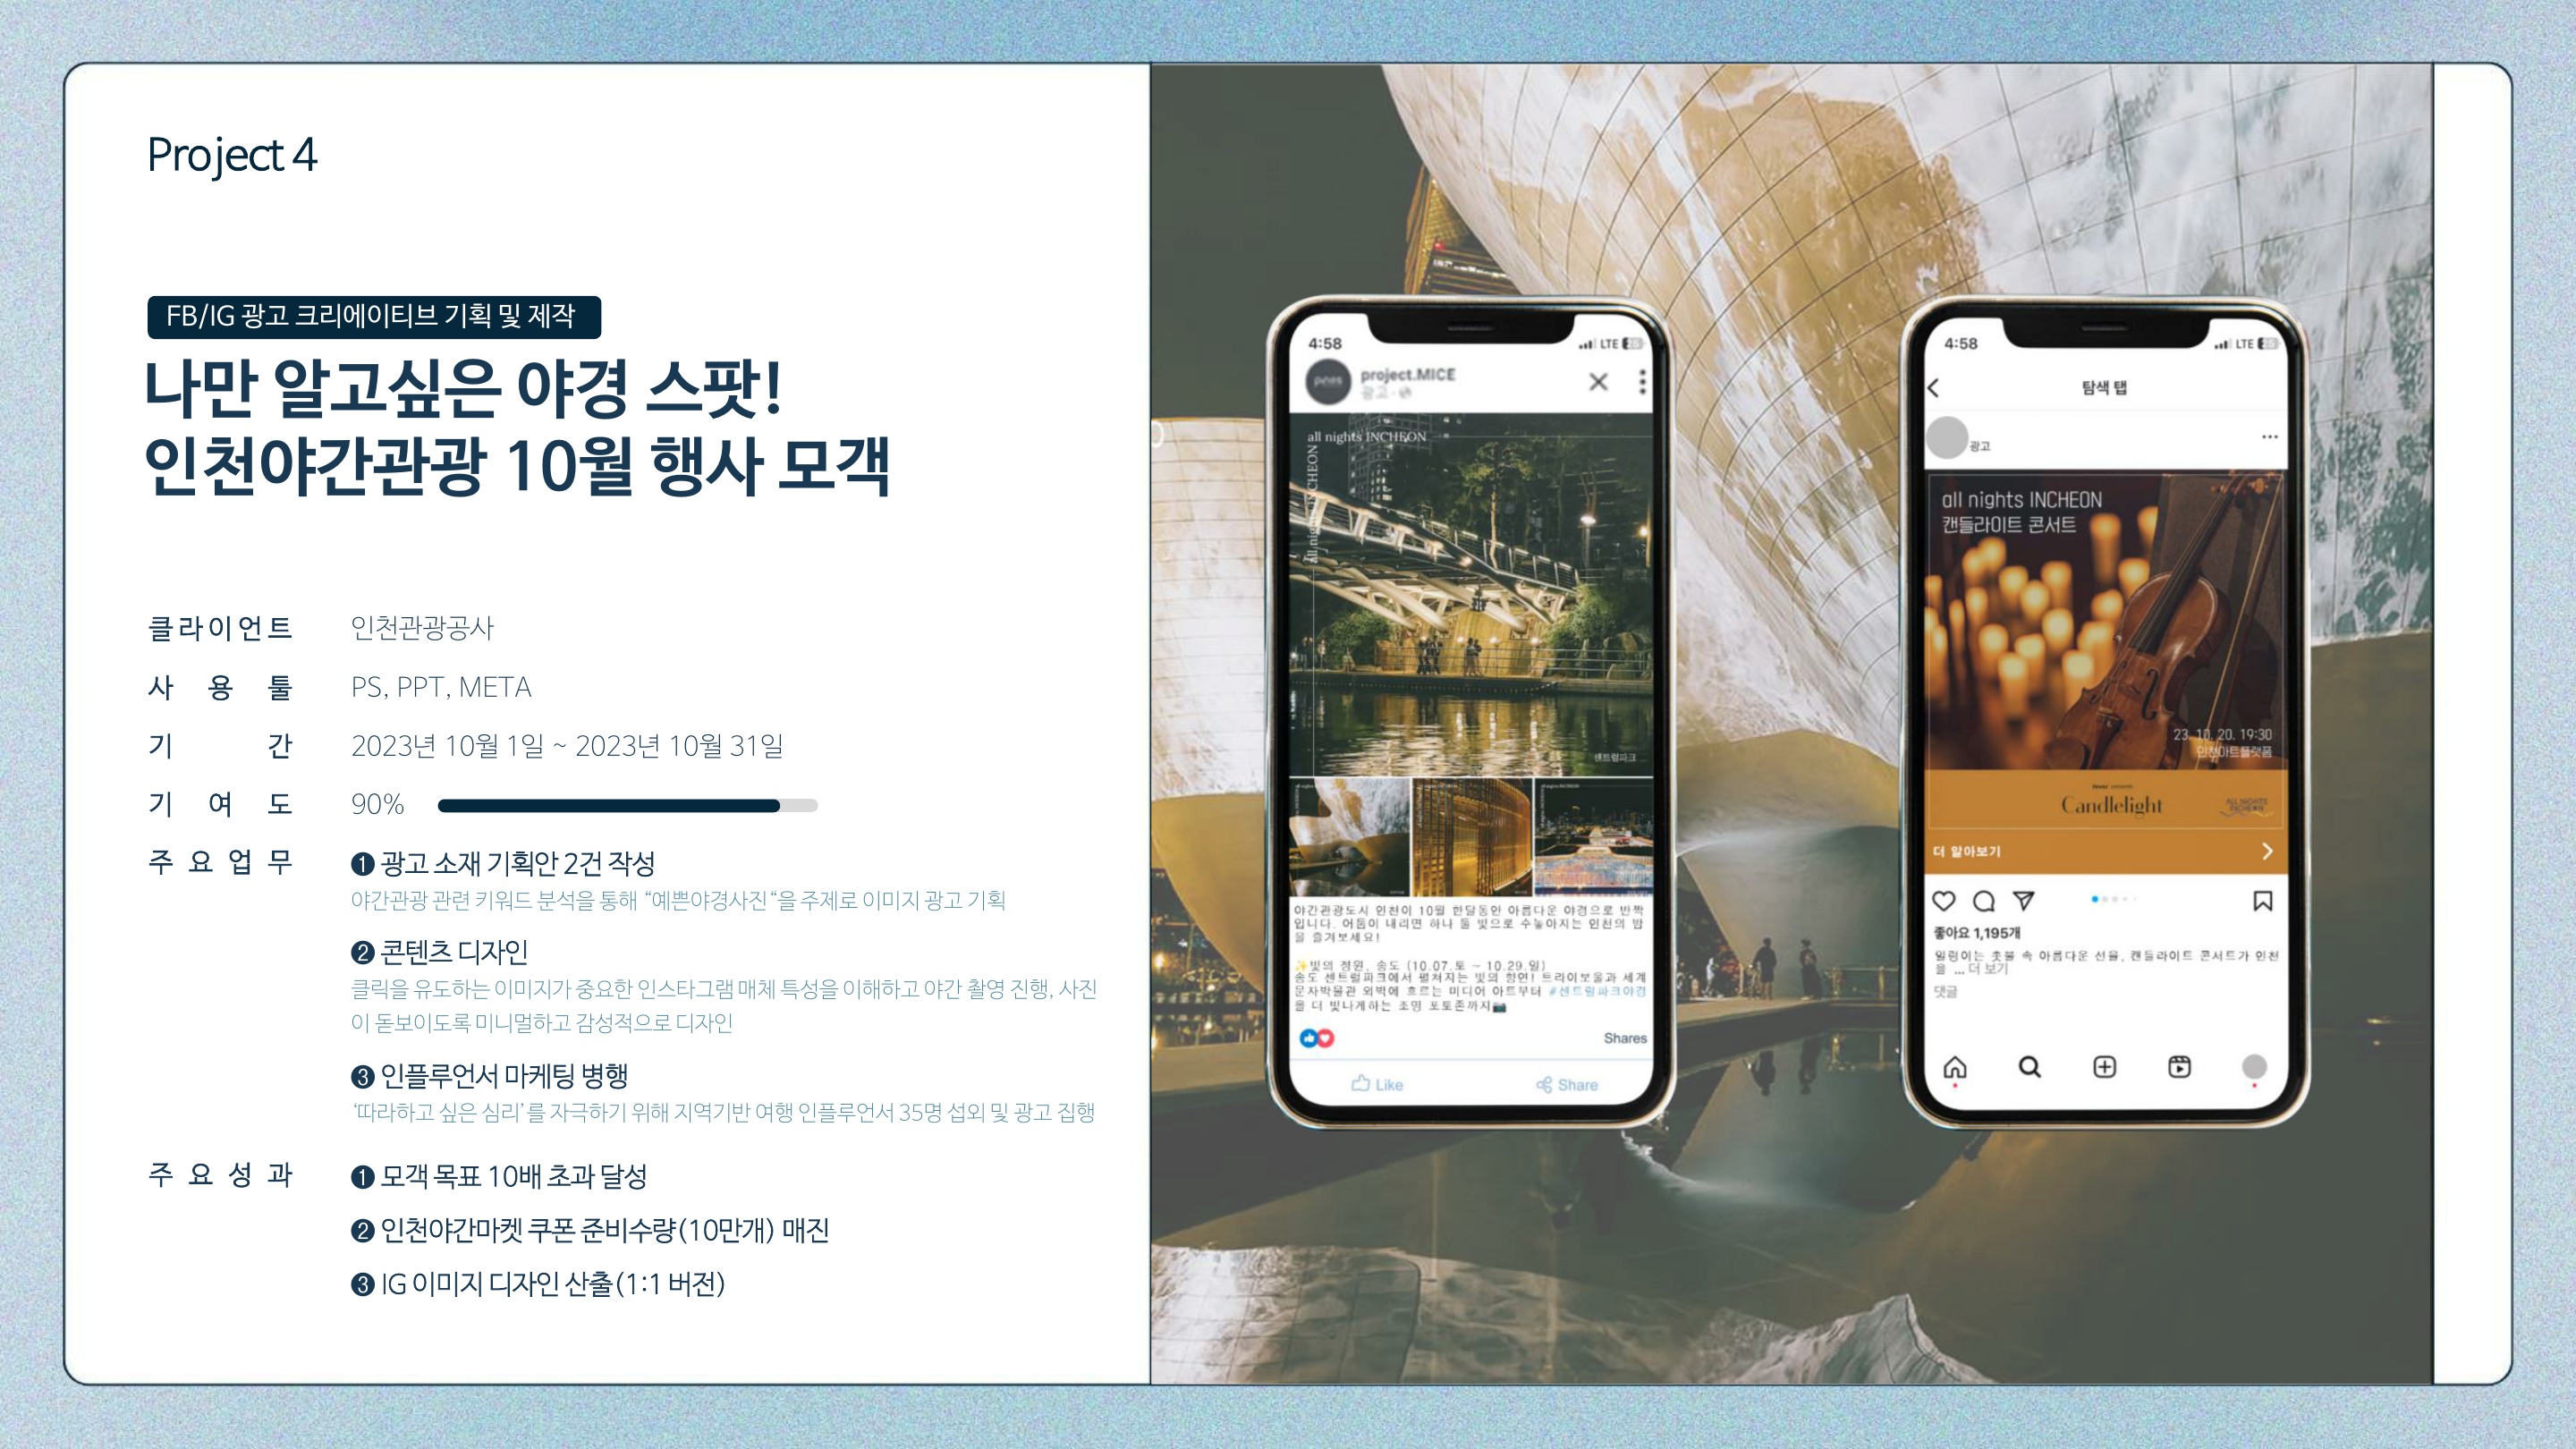 Project 4
FB/IG 광고 크리에이티브 기획 및 제작
나만 알고싶은 야경 스팟!
인천야간관광 10월 행사 모객
클라이언트 인천관광공사
사용툴 PS, PPT, META
기간 2023년 10월 1일 ~ 2023년 10월 31일
기여도 90%
주요업무 ❶ 광고 소재 기획안 2건 작성
야간관광 관련 키워드 분석을 통해 “예쁜야경사진“을 주제로 이미지 광고 기획
❷ 콘텐츠 디자인
클릭을 유도하는 이미지가 중요한 인스타그램 매체 특성을 이해하고 야간 촬영 진행, 사진
이 돋보이도록 미니멀하고 감성적으로 디자인
❸ 인플루언서 마케팅 병행
‘따라하고 싶은 심리’를 자극하기 위해 지역기반 여행 인플루언서 35명 섭외 및 광고 집행
주요성과 ❶ 모객 목표 10배 초과 달성
❷ 인천야간마켓 쿠폰 준비수량(10만개) 매진
❸ IG 이미지 디자인 산출(1:1 버전)
4:58 LTE
project.MICE
광고
all nights INCHEON
all nights INCHEON
센트럴파크
야간관광도시 인천이 10월 한달동안 아름다운 야경으로 반짝
입니다. 어둠이 내리면 하나 둘 빛으로 수놓아지는 인천의 밤
을 즐겨보세요!
✨빛의 정원, 송도 (10.07.토 ~ 10.29.일)
송도 센트럴파크에서 펼쳐지는 빛의 향연! 트라이보울과 세계
문자박물관 외벽에 흐르는 미디어 아트부터 #센트럴파크야경
을 더 빛나게하는 조명 포토존까지📷
Shares
Like Share
4:58 LTE
탐색 탭
광고
all nights INCHEON
캔들라이트 콘서트
23. 10. 20. 19:30
인천아트플랫폼
Candlelight
ALL NIGHTS
INCHEON
더 알아보기
좋아요 1,195개
일렁이는 촛불 속 아름다운 선율, 캔들라이트 콘서트가 인천
을 ... 더 보기
댓글